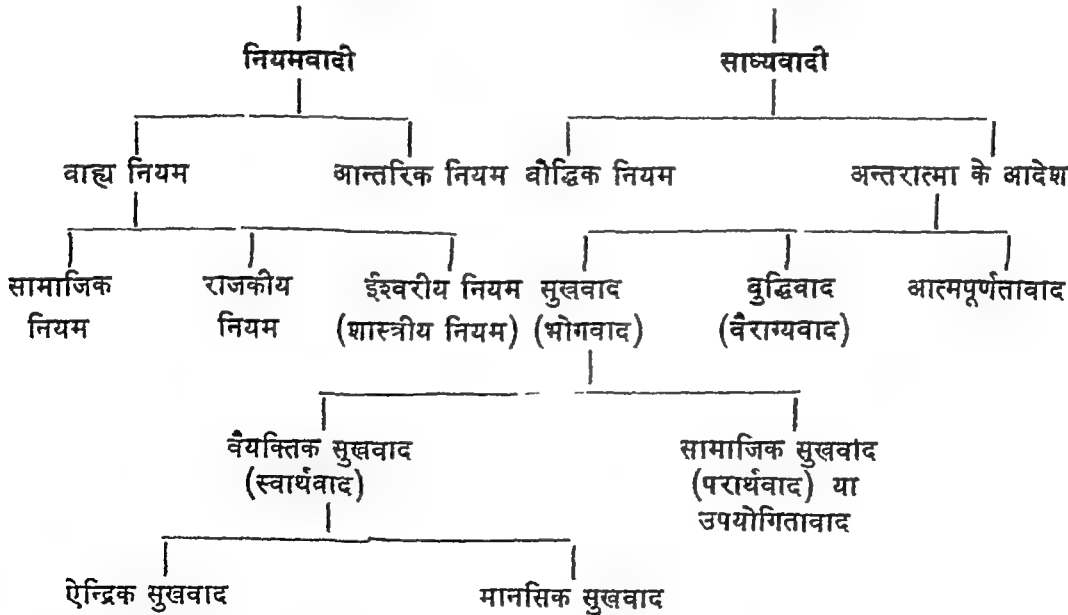 नियमवादी साध्यवादी
वाह्य नियम आन्तरिक नियम वौद्धिक नियम अन्तरात्मा के आदेश
सामाजिक राजकीय ईश्वरीय नियम सुखवाद वुद्धिवाद आत्मपूर्णतावाद
नियम नियम (शास्त्रीय नियम) (भोगवाद) (वैराग्यवाद)
वैयक्तिक सुखवाद सामाजिक सुखवाद
(स्वार्थवाद) (परार्थवाद) या
उपयोगितावाद
ऐन्द्रिक सुखवाद मानसिक सुखवाद